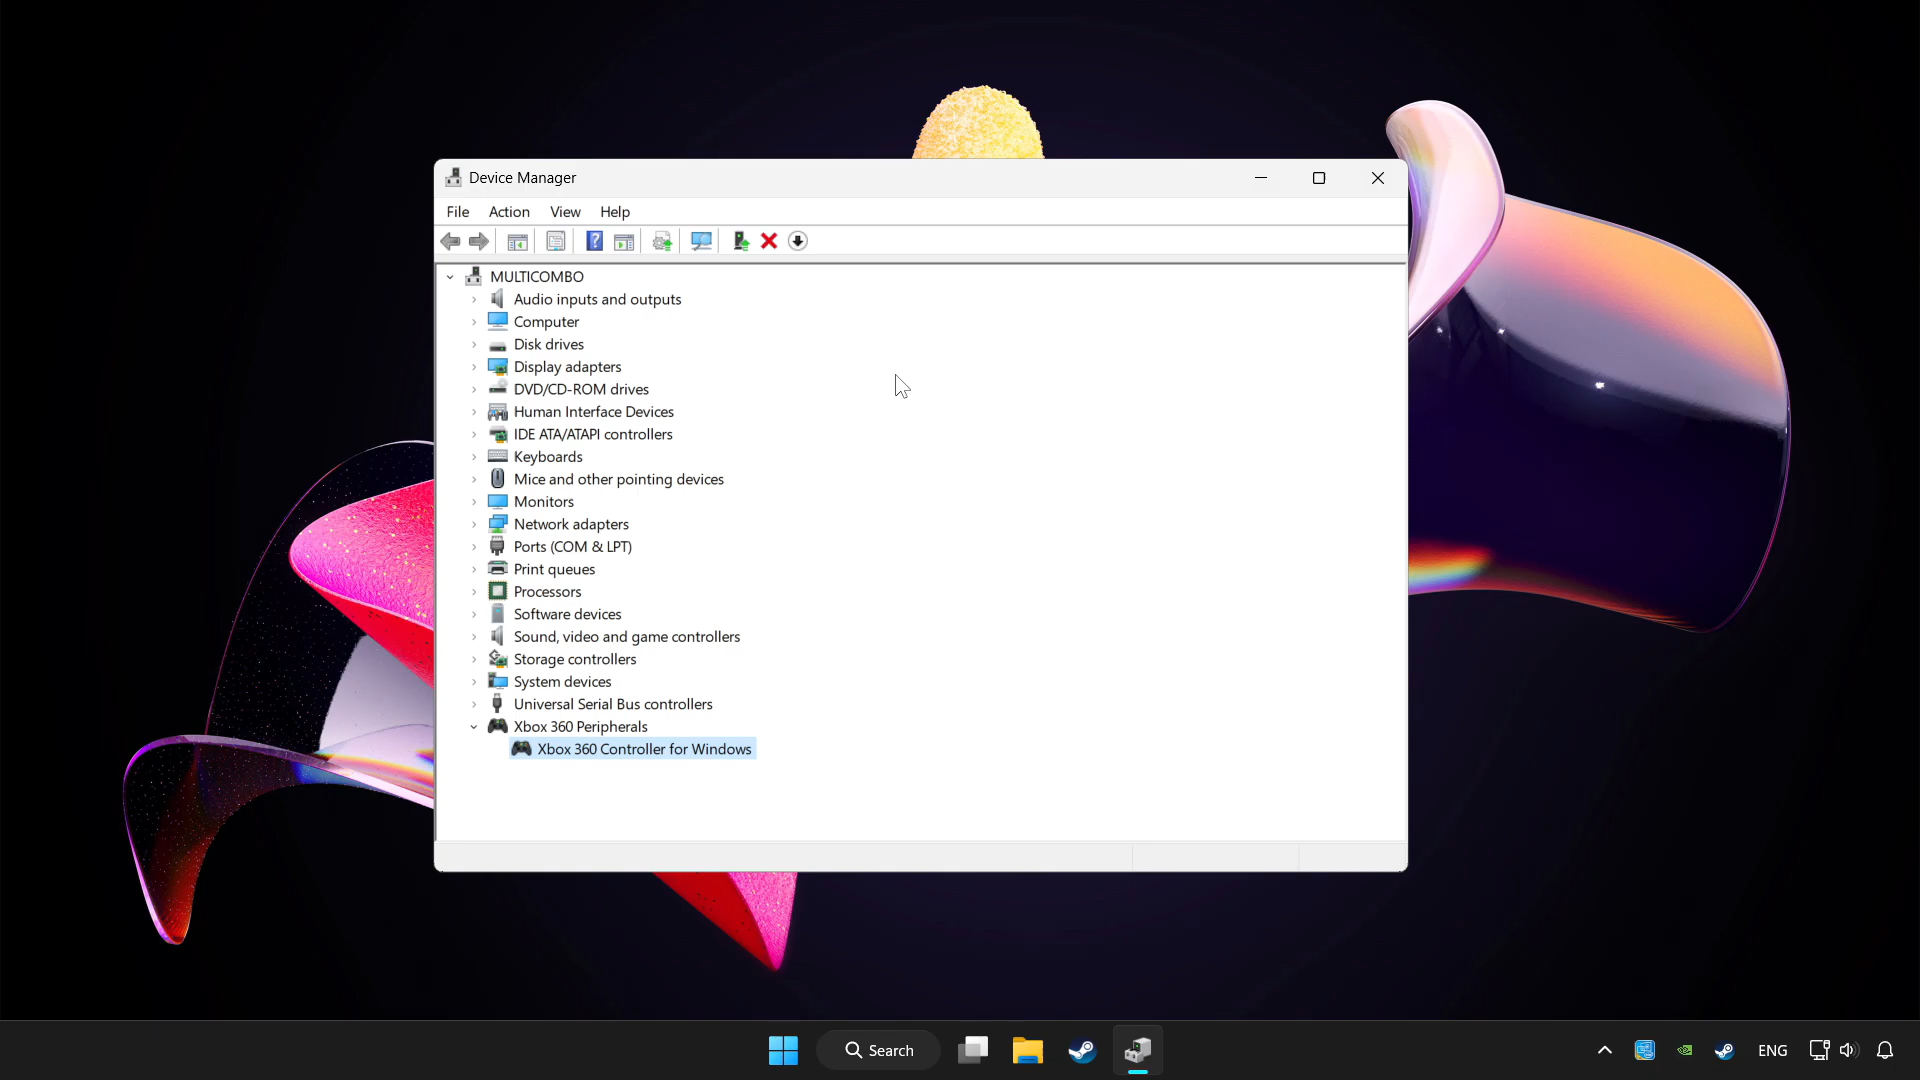 Device Manager
File Action View Help
MULTICOMBO
Audio inputs and outputs
Computer
Disk drives
Display adapters
DVD/CD-ROM drives
Human Interface Devices
IDE ATA/ATAPI controllers
Keyboards
Mice and other pointing devices
Monitors
Network adapters
Ports (COM & LPT)
Print queues
Processors
Software devices
Sound, video and game controllers
Storage controllers
System devices
Universal Serial Bus controllers
Xbox 360 Peripherals
Xbox 360 Controller for Windows
Search
ENG